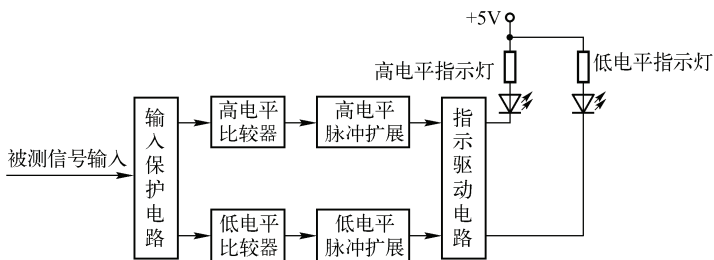 +5V
高电平指示灯
低电平指示灯
被测信号输入
输入保护电路
高电平
比较器
高电平
脉冲扩展
指示驱动电路
低电平
比较器
低电平
脉冲扩展